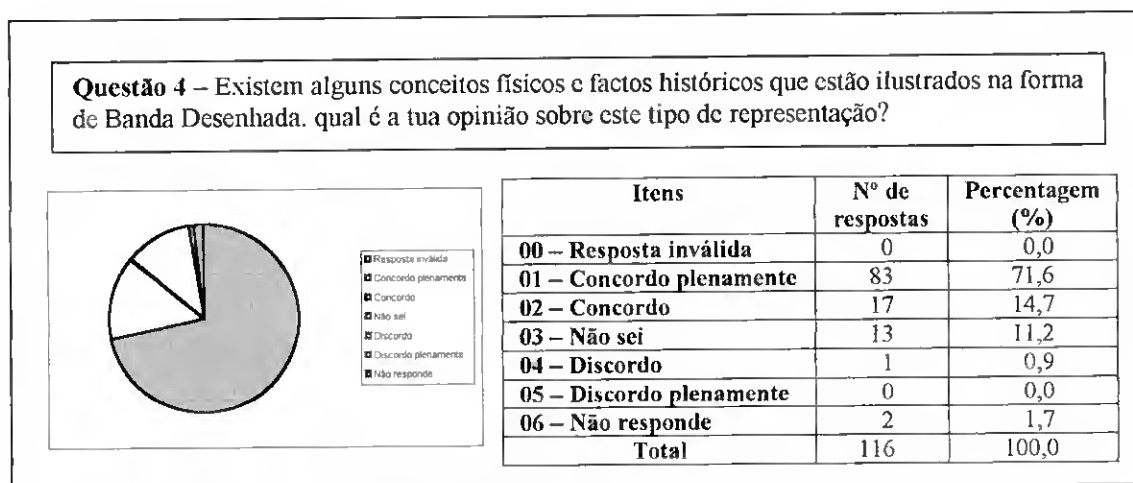 Questão 4 – Existem alguns conceitos físicos e factos históricos que estão ilustrados na forma
de Banda Desenhada. qual é a tua opinião sobre este tipo de representação?
Resposta inválida
Concordo plenamente
Concordo
Não sei
Discordo
Discordo plenamente
Não responde
Itens Nº de respostas Percentagem (%)
00 – Resposta inválida 0 0,0
01 – Concordo plenamente 83 71,6
02 – Concordo 17 14,7
03 – Não sei 13 11,2
04 – Discordo 1 0,9
05 – Discordo plenamente 0 0,0
06 – Não responde 2 1,7
Total 116 100,0